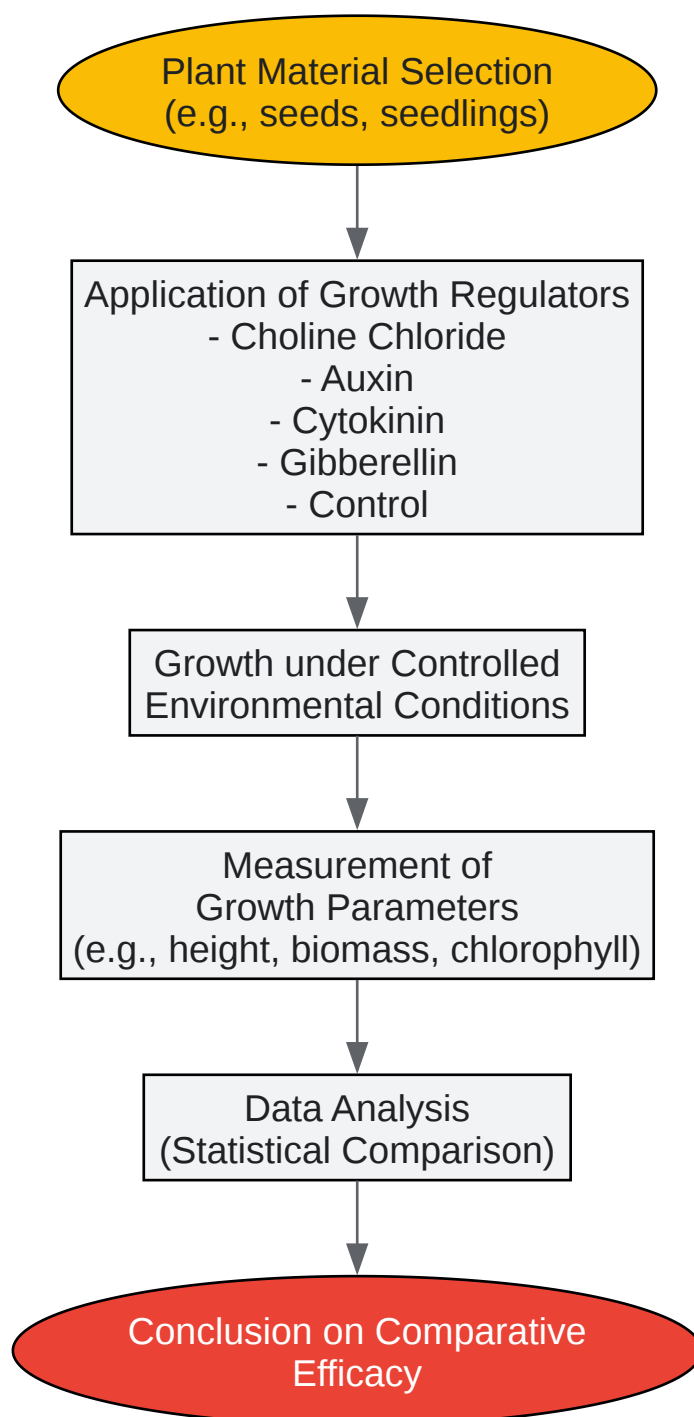 Plant Material Selection
(e.g., seeds, seedlings)
Application of Growth Regulators
- Choline Chloride
- Auxin
- Cytokinin
- Gibberellin
- Control
Growth under Controlled
Environmental Conditions
Measurement of
Growth Parameters
(e.g., height, biomass, chlorophyll)
Data Analysis
(Statistical Comparison)
Conclusion on Comparative
Efficacy